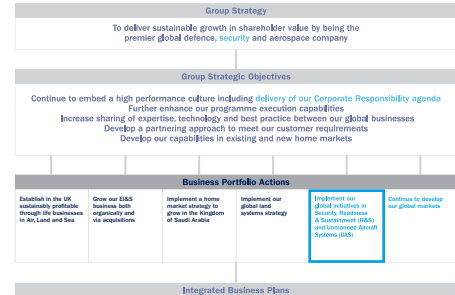 Group Strategy
To deliver sustainable growth in shareholder value by being the
premier global defence, security and aerospace company
Group Strategic Objectives
Continue to embed a high performance culture including delivery of our Corporate Responsibility agenda
Further enhance our programme execution capabilities
Increase sharing of expertise, technology and best practice between our global businesses
Develop a partnering approach to meet our customer requirements
Develop our capabilities in existing and new home markets
Business Portfolio Actions
Establish in the UK
sustainably profitable
through life businesses
in Air, Land and Sea
Grow our EI&S
business both
organically and
via acquisitions
Implement a home
market strategy to
grow in the Kingdom
of Saudi Arabia
Implement our
global land
systems strategy
Implement our
global initiatives in
Security, Readiness
& Sustainment (R&S)
and Unmanned Aircraft
Systems (UAS)
Continue to develop
our global markets
Integrated Business Plans